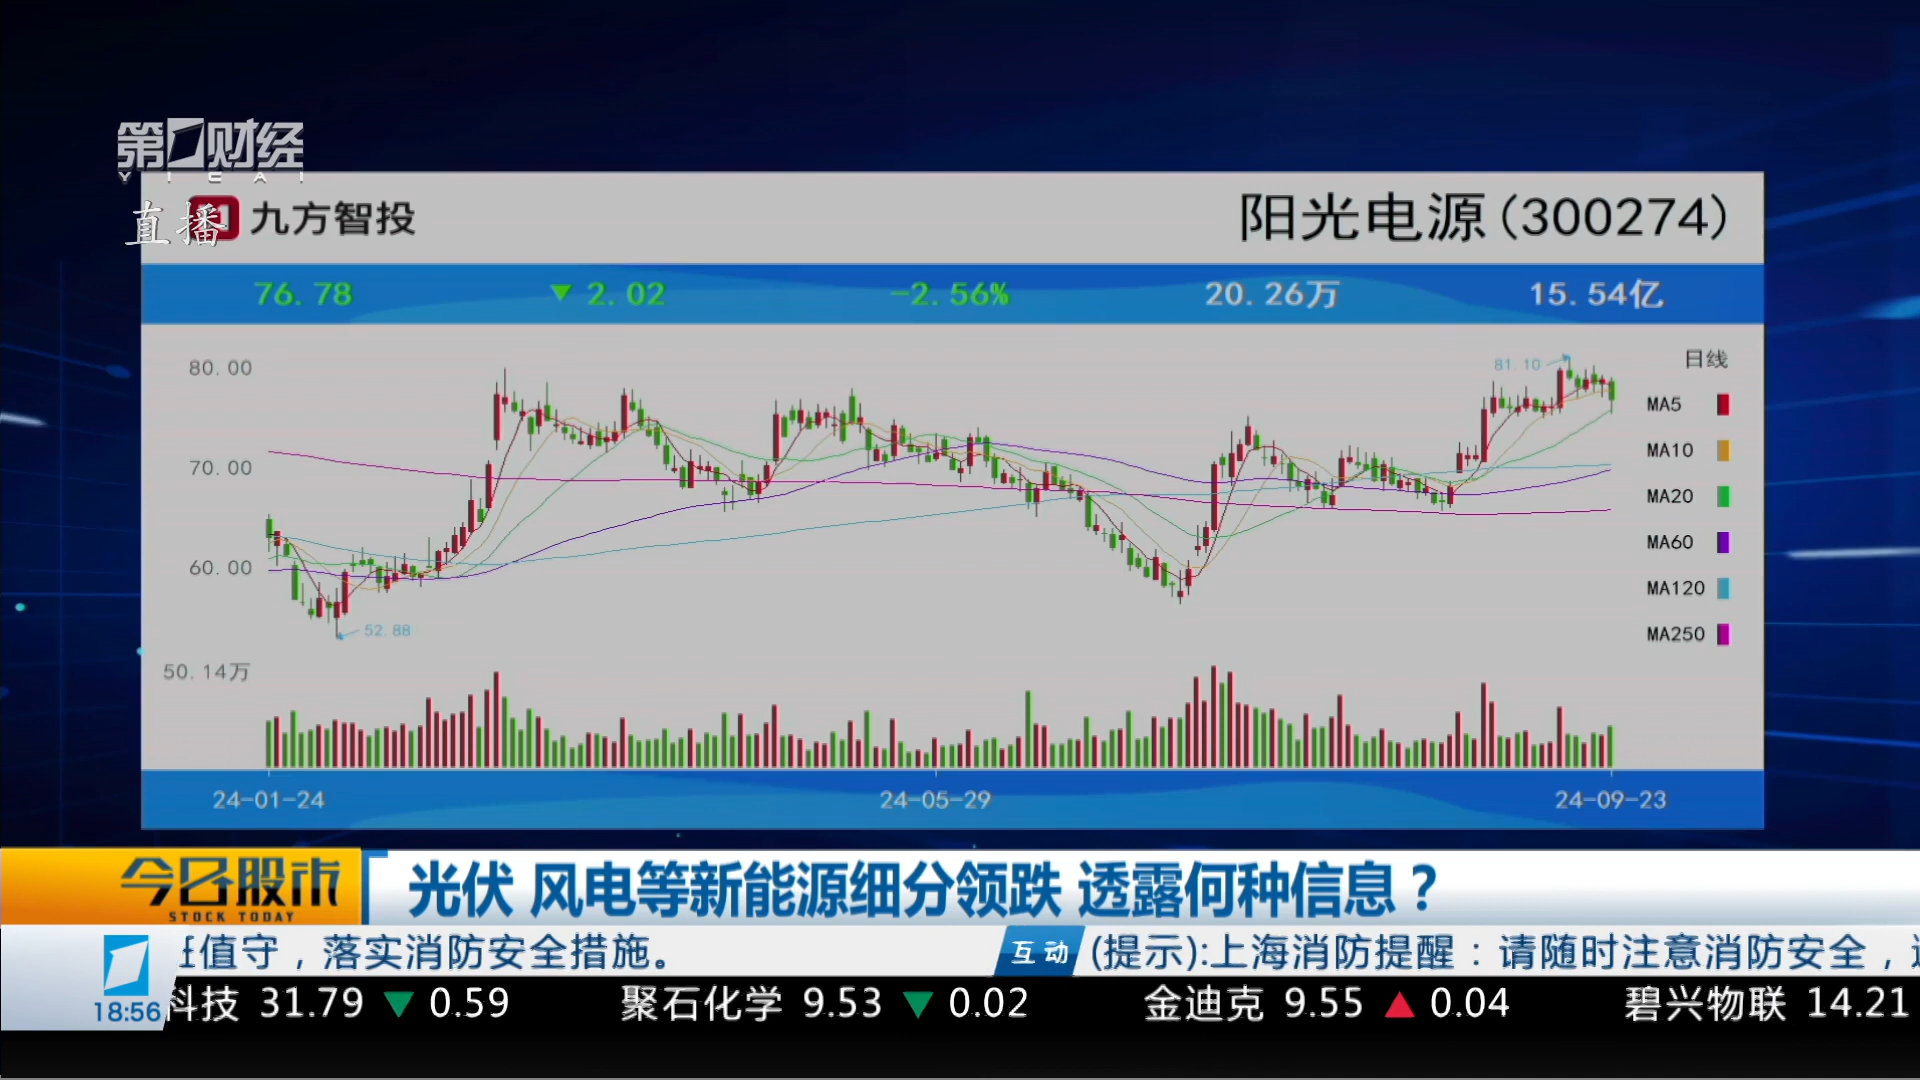 第1财经
YICAI
直播
九方智投
阳光电源(300274)
76.78 ▼ 2.02 -2.56% 20.26万 15.54亿
80.00
70.00
60.00
50.14万
81.10
52.88
日线
MA5
MA10
MA20
MA60
MA120
MA250
24-01-24 24-05-29 24-09-23
今日股市
STOCK TODAY
光伏 风电等新能源细分领跌 透露何种信息？
值守，落实消防安全措施。 互动 (提示):上海消防提醒：请随时注意消防安全，
18:56
科技 31.79 ▼ 0.59 聚石化学 9.53 ▼ 0.02 金迪克 9.55 ▲ 0.04 碧兴物联 14.21